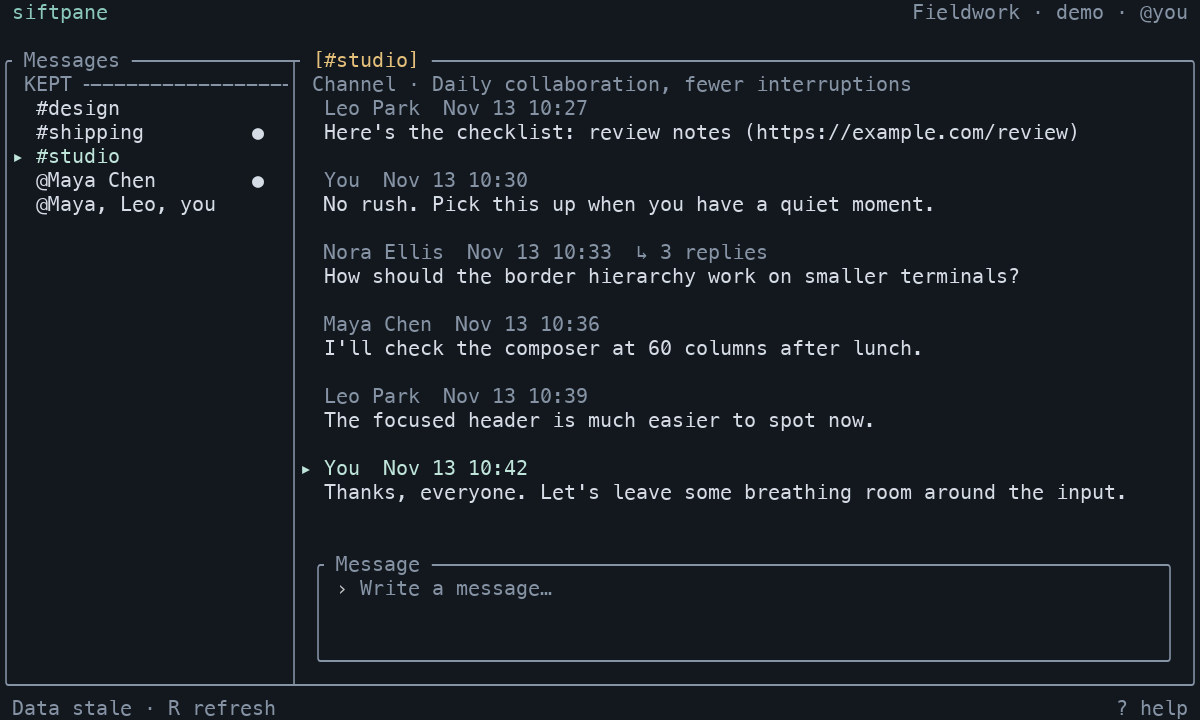 siftpane
Fieldwork · demo · @you
Messages
KEPT
#design
#shipping ●
▸ #studio
@Maya Chen ●
@Maya, Leo, you
[#studio]
Channel · Daily collaboration, fewer interruptions
Leo Park Nov 13 10:27
Here's the checklist: review notes (https://example.com/review)
You Nov 13 10:30
No rush. Pick this up when you have a quiet moment.
Nora Ellis Nov 13 10:33 ↳ 3 replies
How should the border hierarchy work on smaller terminals?
Maya Chen Nov 13 10:36
I'll check the composer at 60 columns after lunch.
Leo Park Nov 13 10:39
The focused header is much easier to spot now.
▸ You Nov 13 10:42
Thanks, everyone. Let's leave some breathing room around the input.
Message
› Write a message…
Data stale · R refresh
? help